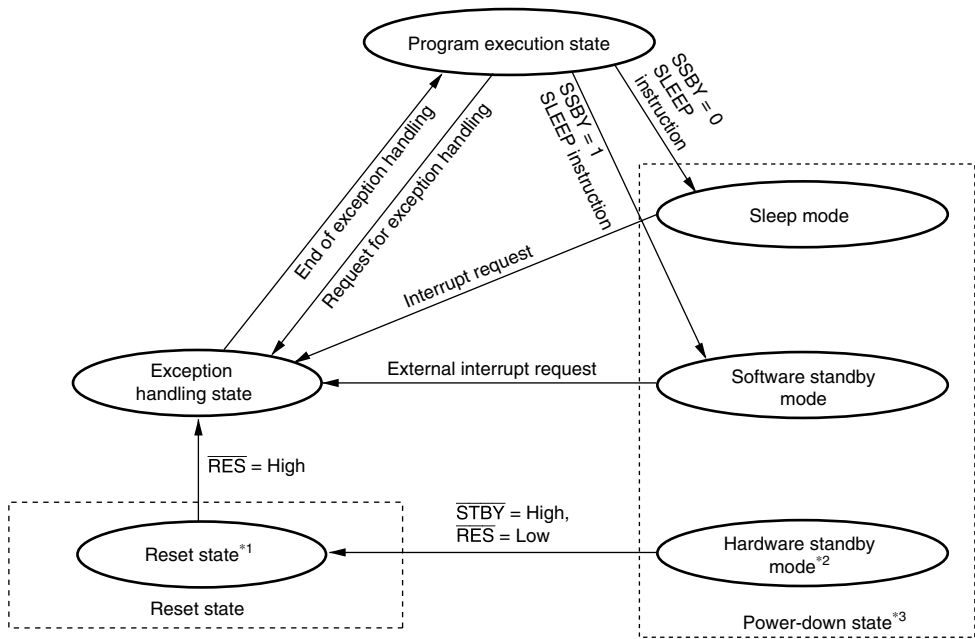 Program execution state
SSBY = 0
SLEEP
instruction
SSBY = 1
SLEEP instruction
End of exception handling
Request for exception handling
Sleep mode
Interrupt request
Exception
handling state
External interrupt request
Software standby
mode
RES = High
STBY = High,
RES = Low
Reset state*1
Hardware standby
mode*2
Reset state
Power-down state*3